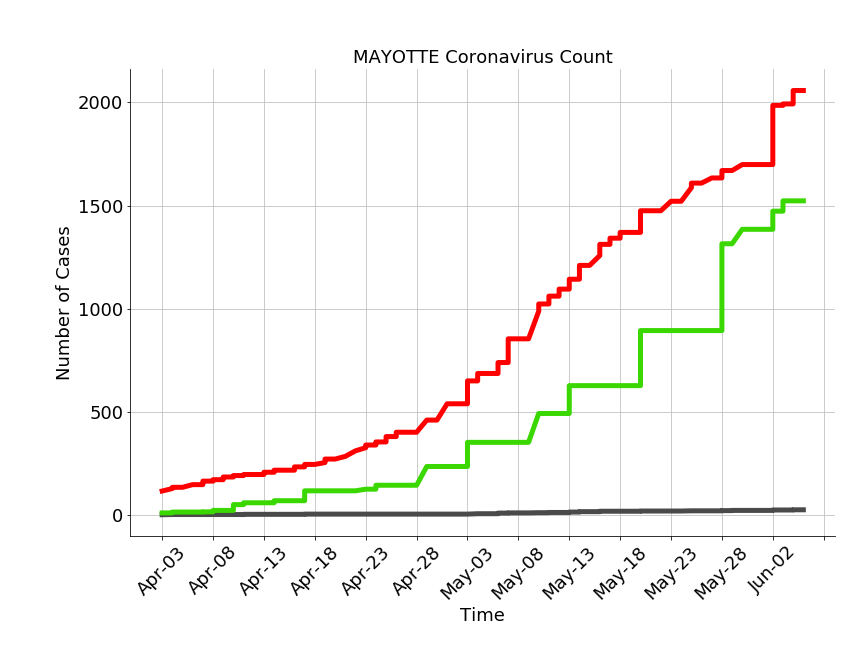 MAYOTTE Coronavirus Count
2000
1500
1000
500
0
Number of Cases
Apr-03
Apr-08
Apr-13
Apr-18
Apr-23
Apr-28
May-03
May-08
May-13
May-18
May-23
May-28
Jun-02
Time